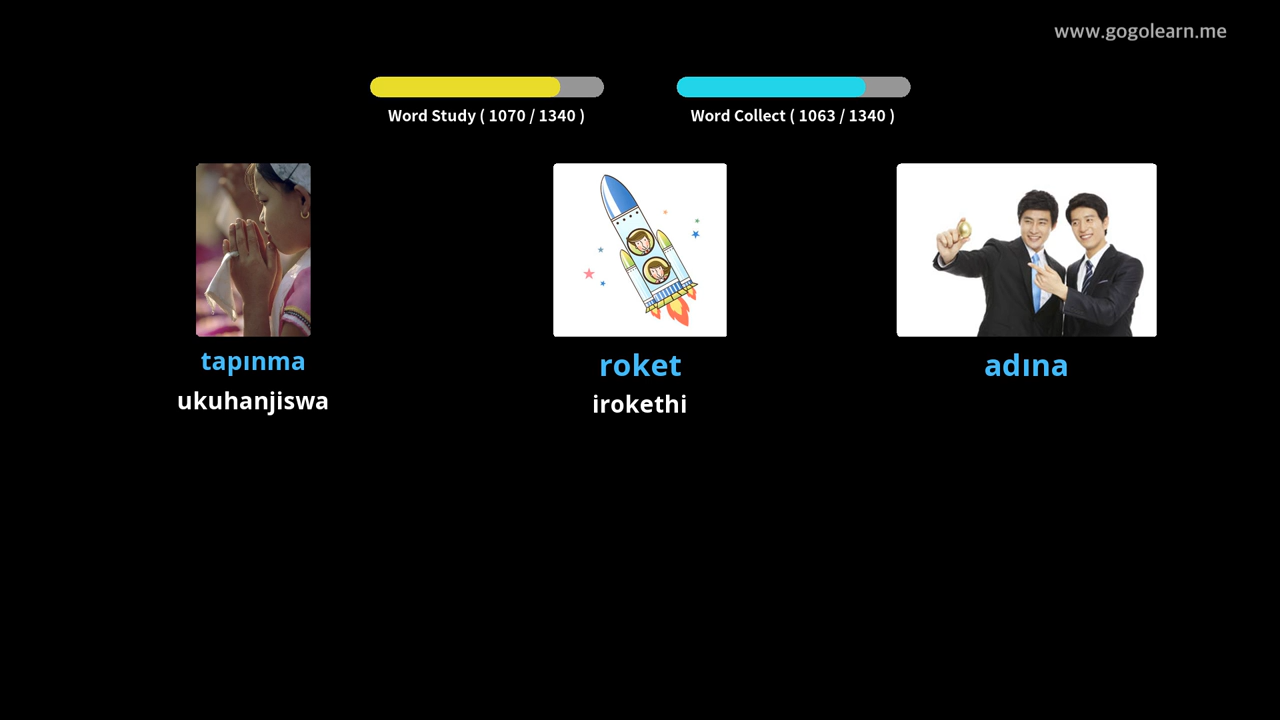 www.gogolearn.me
Word Study ( 1070 / 1340 )
Word Collect ( 1063 / 1340 )
tapınma
ukuhanjiswa
roket
irokethi
adına